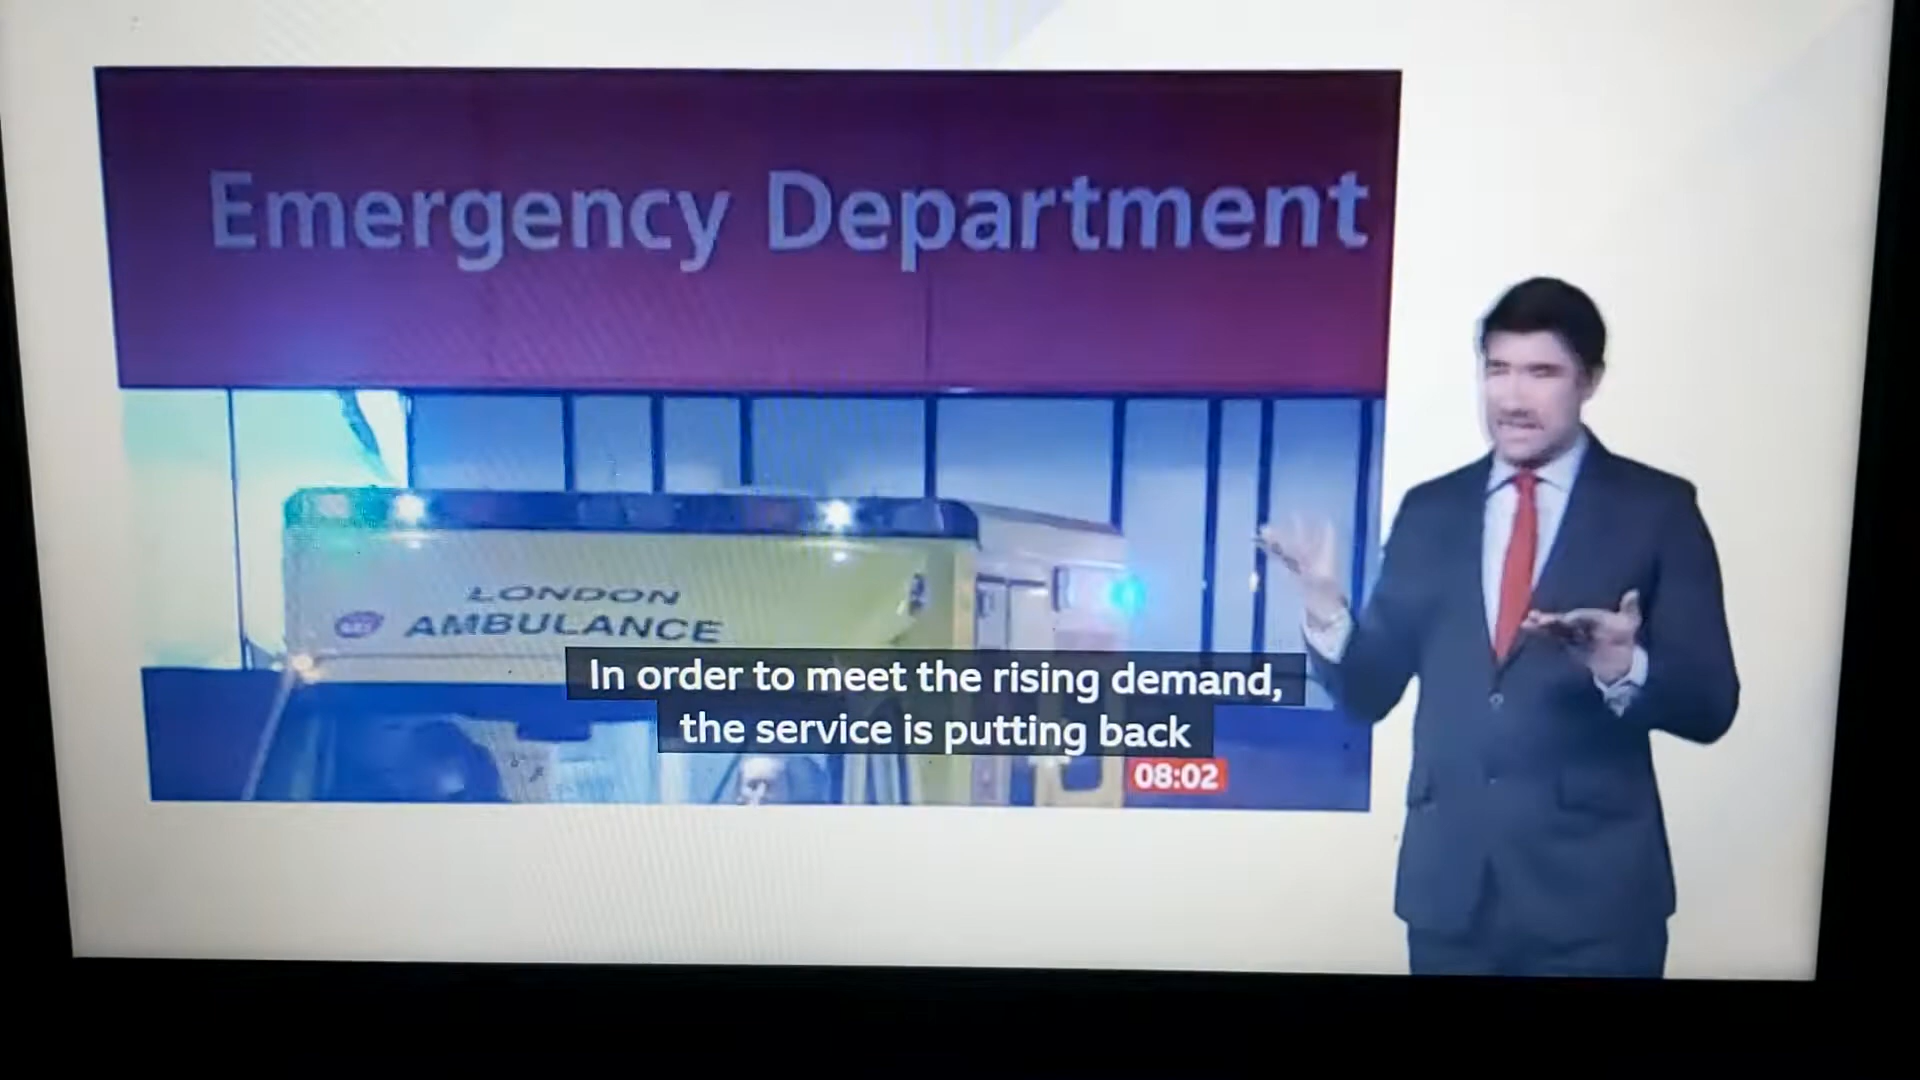 Emergency Department
LONDON
AMBULANCE
In order to meet the rising demand,
the service is putting back
08:02